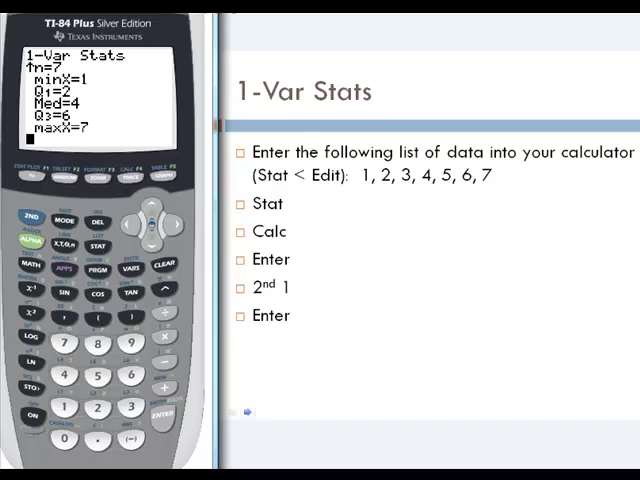 TI-84 Plus Silver Edition
TEXAS INSTRUMENTS
1-Var Stats
↑n=7
minX=1
Q1=2
Med=4
Q3=6
maxX=7
STAT PLOT F1 TBLSET F2 FORMAT F3 CALC F4 TABLE F5
Y= WINDOW ZOOM TRACE GRAPH
2ND MODE DEL
ALPHA X,T,Θ,n STAT
MATH APPS PRGM VARS CLEAR
x⁻¹ SIN COS TAN ^
x² , ( ) ÷
LOG 7 8 9 ×
LN 4 5 6 −
STO› 1 2 3 +
ON 0 . (−) ENTER
1-Var Stats
Enter the following list of data into your calculator
(Stat < Edit): 1, 2, 3, 4, 5, 6, 7
Stat
Calc
Enter
2nd 1
Enter